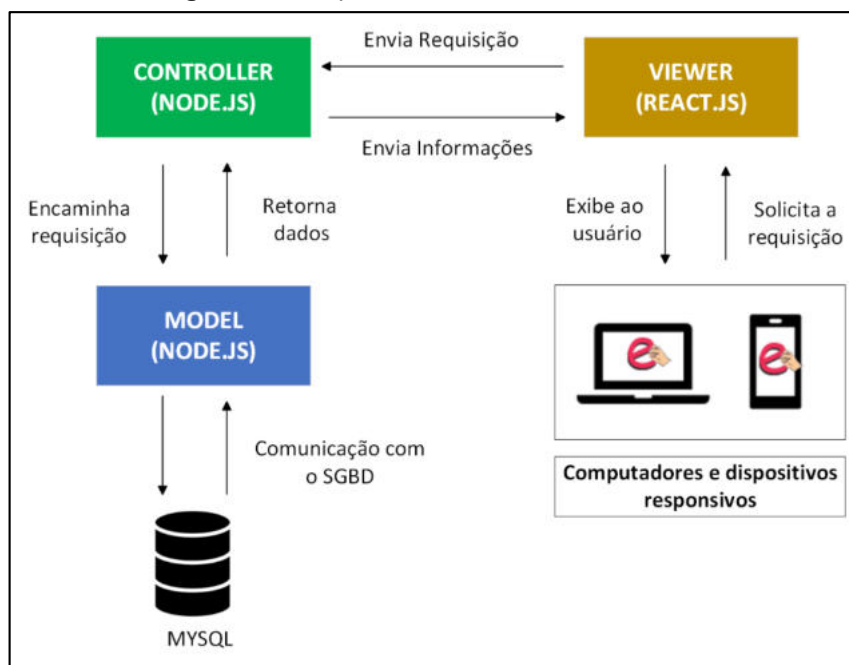 Envia Requisição
CONTROLLER
(NODE.JS)
VIEWER
(REACT.JS)
Envia Informações
Encaminha
requisição
Retorna
dados
Exibe ao
usuário
Solicita a
requisição
MODEL
(NODE.JS)
e
e
Comunicação com
o SGBD
Computadores e dispositivos
responsivos
MYSQL